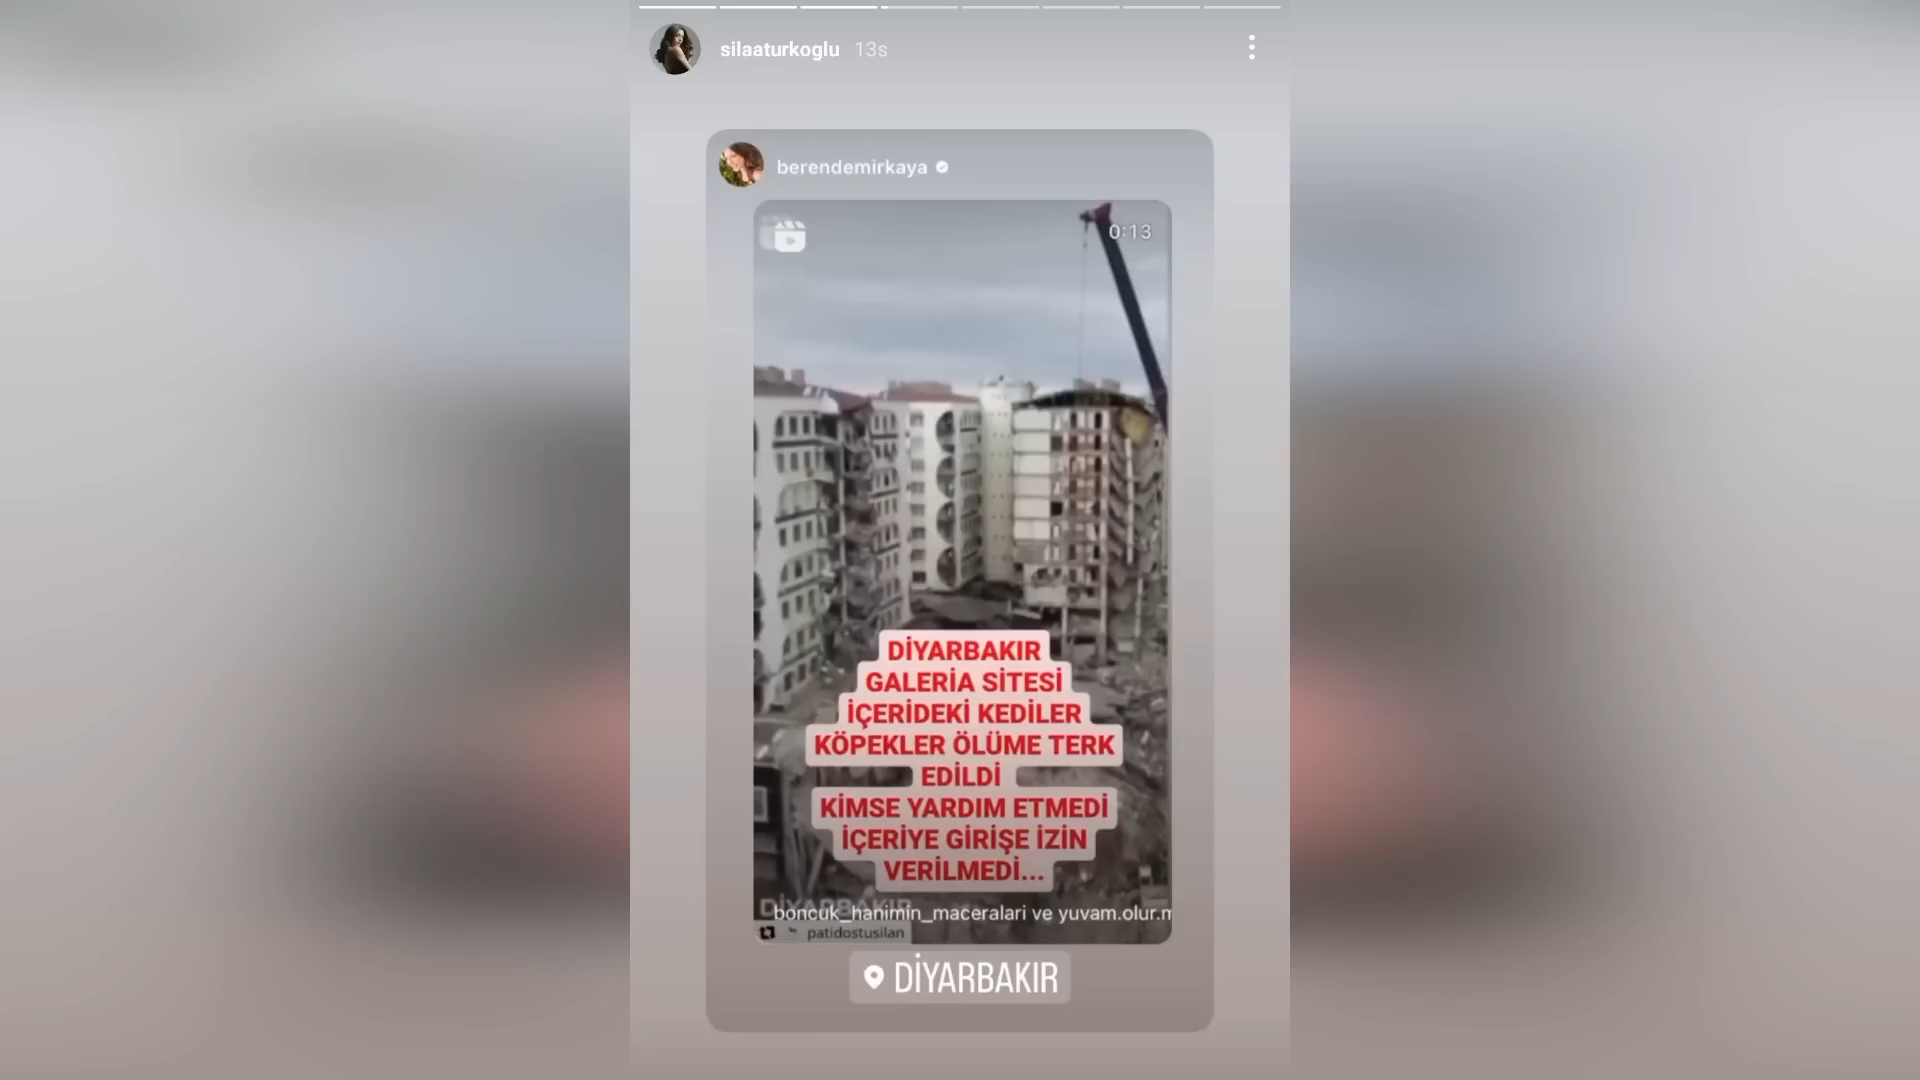 silaaturkoglu 13s
berendemirkaya
0:13
DİYARBAKIR
GALERİA SİTESİ
İÇERİDEKİ KEDİLER
KÖPEKLER ÖLÜME TERK
EDİLDİ
KİMSE YARDIM ETMEDİ
İÇERİYE GİRİŞE İZİN
VERİLMEDİ...
DİYARBAKIR
boncuk_hanimin_maceralari ve yuvam.olur.m
patidostusilan
DİYARBAKIR